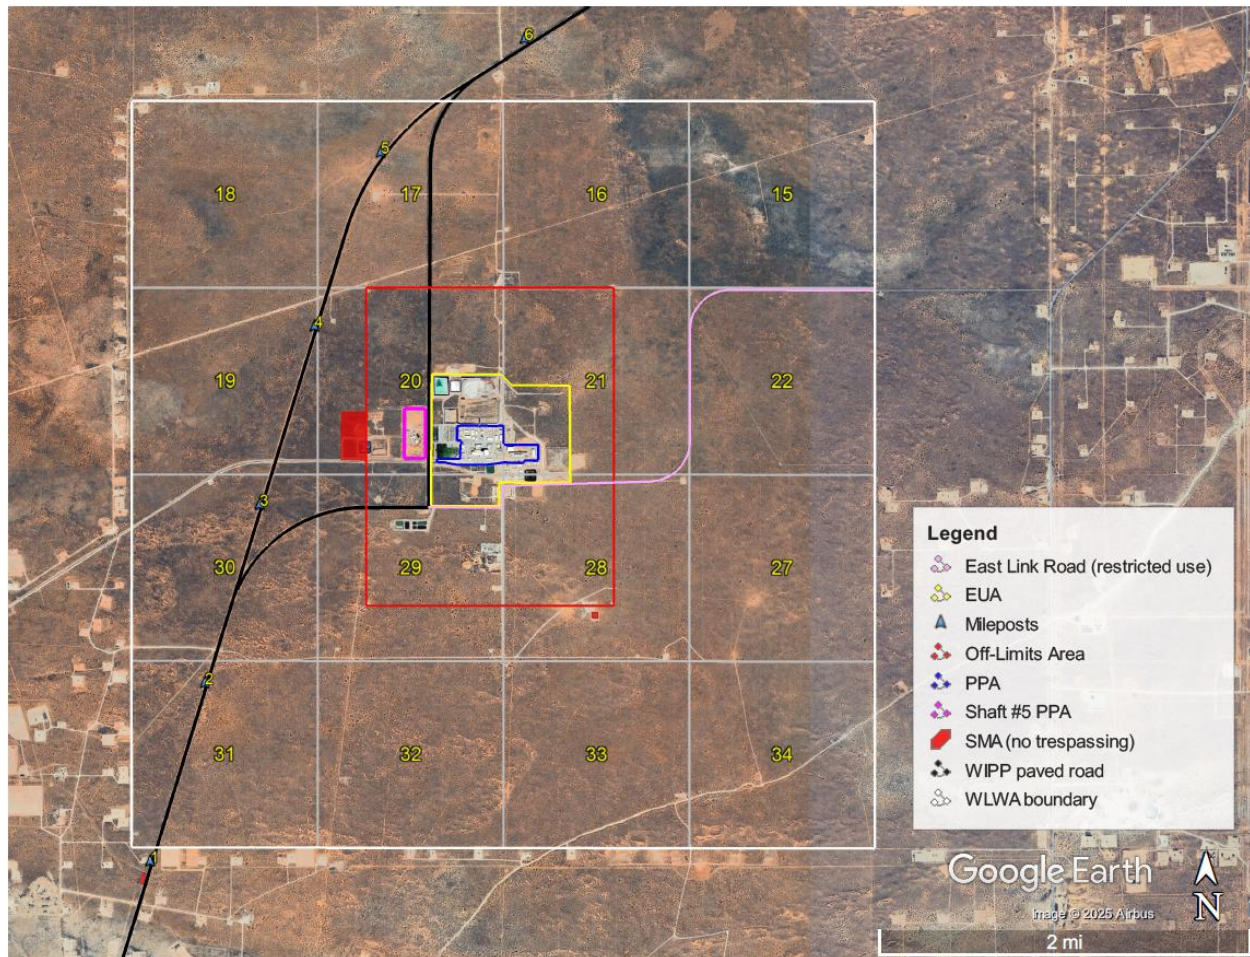 6
5
18
17
16
15
4
19
20
21
22
3
30
29
28
27
2
31
32
33
34
1
Legend
East Link Road (restricted use)
EUA
Mileposts
Off-Limits Area
PPA
Shaft #5 PPA
SMA (no trespassing)
WIPP paved road
WLWA boundary
Google Earth
Image © 2025 Airbus
N
2 mi